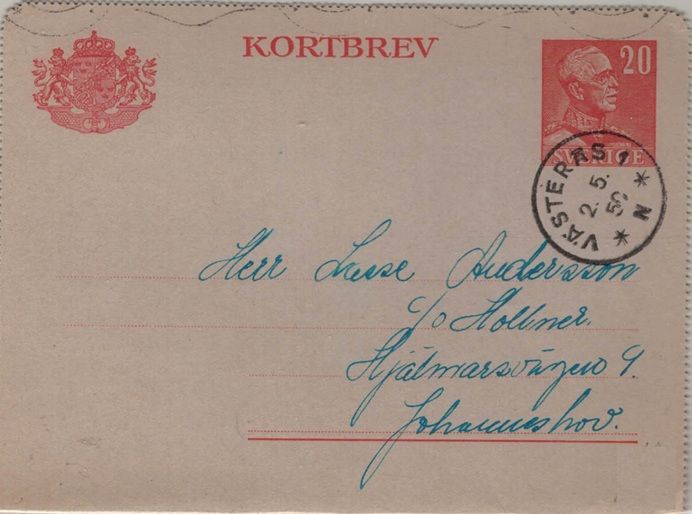 KORTBREV
20
SVERIGE
VÄSTERÅS 1
2. 5. 50
* N *
Herr Lasse Andersson
c/o Hollner.
Hjälmarsvägen 9.
Johanneshov.